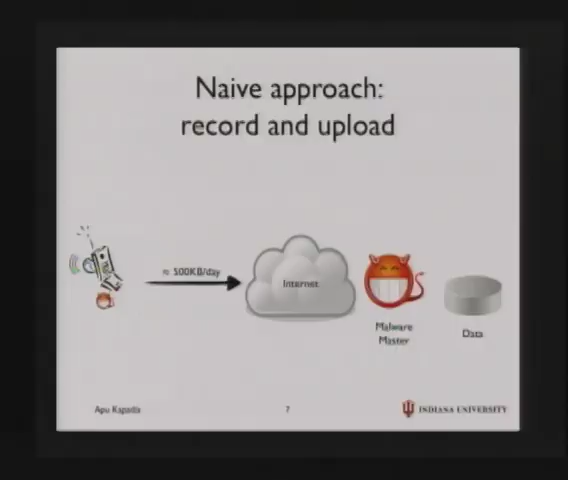 Naive approach:
record and upload
≈ 500KB/day
Internet
Malware
Master
Data
Apu Kapadia
7
INDIANA UNIVERSITY